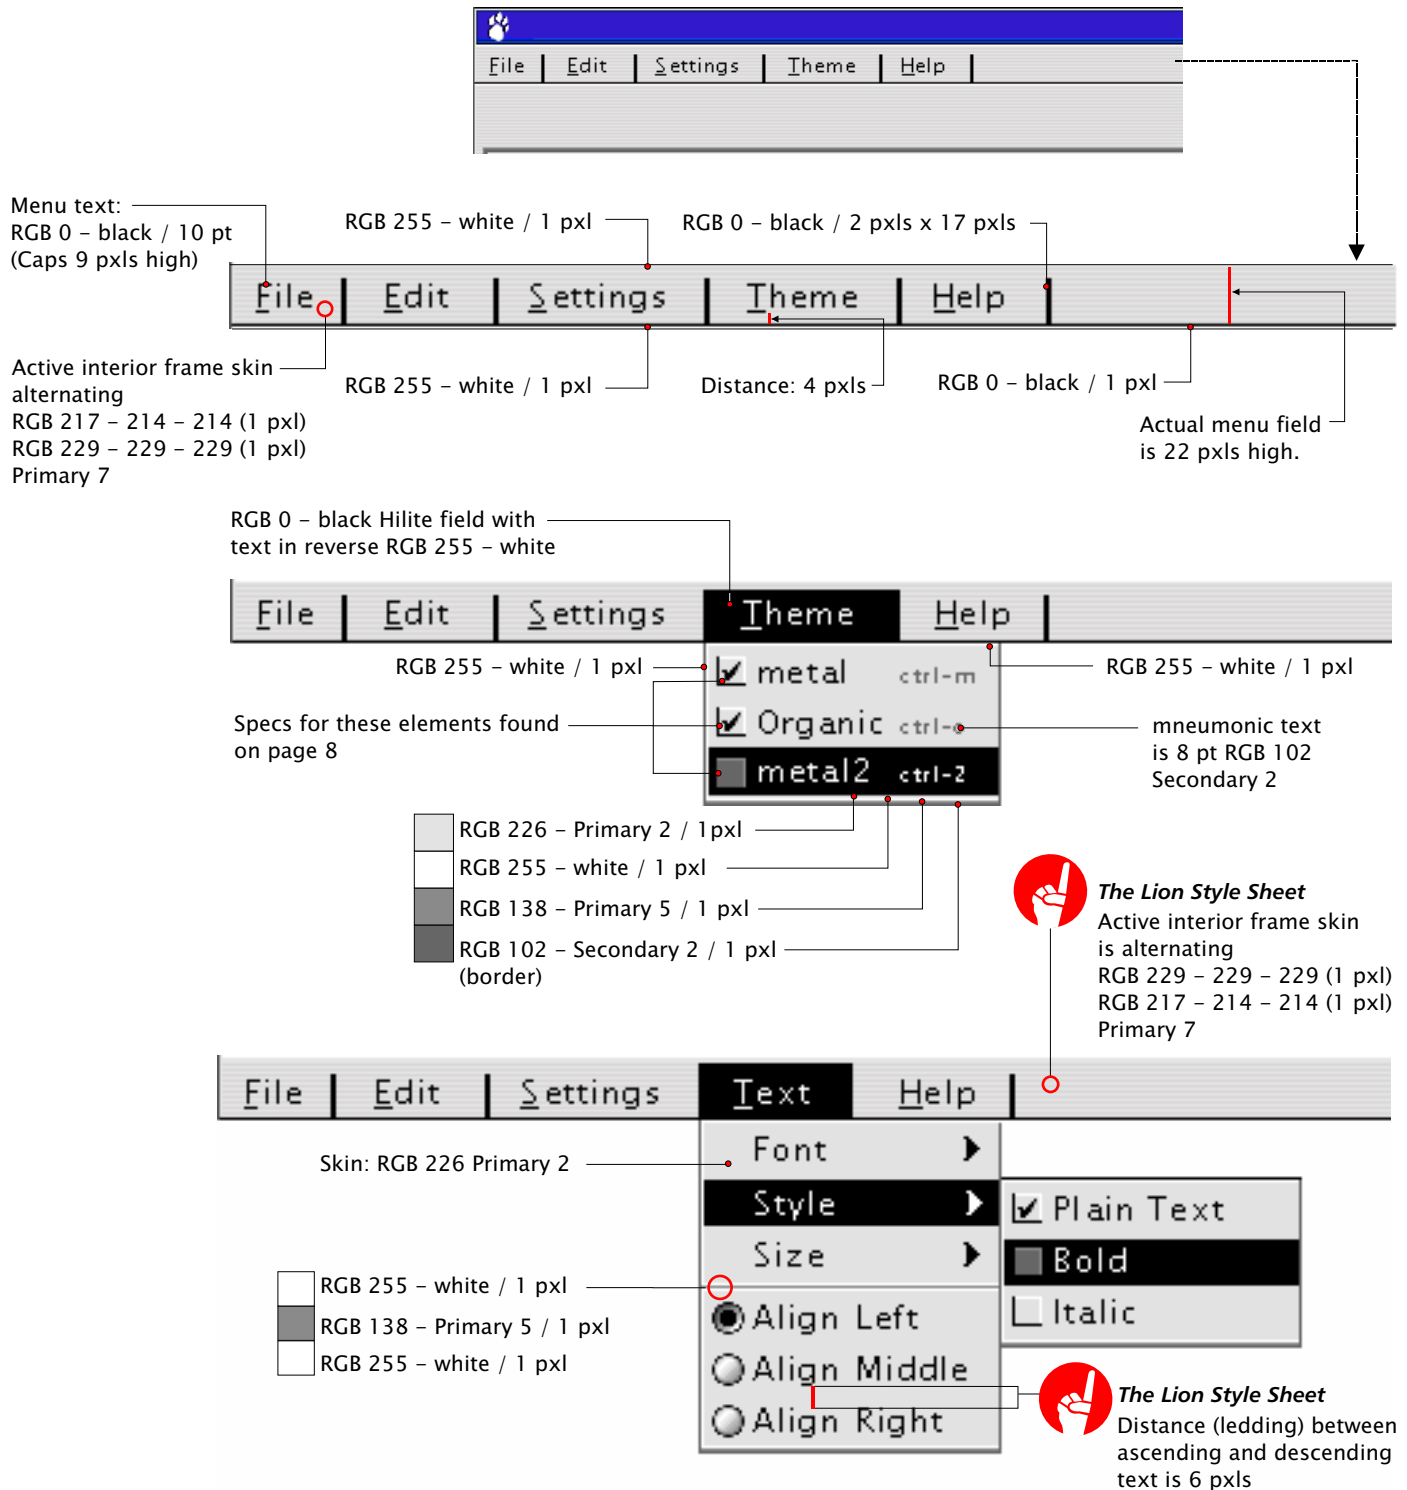 File Edit Settings Theme Help
Menu text:
RGB 0 – black / 10 pt
(Caps 9 pxls high)
RGB 255 – white / 1 pxl
RGB 0 – black / 2 pxls x 17 pxls
File Edit Settings Theme Help
Active interior frame skin
alternating
RGB 217 – 214 – 214 (1 pxl)
RGB 229 – 229 – 229 (1 pxl)
Primary 7
RGB 255 – white / 1 pxl
Distance: 4 pxls
RGB 0 – black / 1 pxl
Actual menu field
is 22 pxls high.
RGB 0 – black Hilite field with
text in reverse RGB 255 – white
File Edit Settings Theme Help
RGB 255 – white / 1 pxl
metal ctrl-m
RGB 255 – white / 1 pxl
Specs for these elements found
on page 8
Organic ctrl-o
mneumonic text
is 8 pt RGB 102
Secondary 2
metal2 ctrl-2
RGB 226 – Primary 2 / 1pxl
RGB 255 – white / 1 pxl
RGB 138 – Primary 5 / 1 pxl
RGB 102 – Secondary 2 / 1 pxl
(border)
The Lion Style Sheet
Active interior frame skin
is alternating
RGB 229 – 229 – 229 (1 pxl)
RGB 217 – 214 – 214 (1 pxl)
Primary 7
File Edit Settings Text Help
Font
Skin: RGB 226 Primary 2
Style
Size
Plain Text
Bold
Italic
RGB 255 – white / 1 pxl
RGB 138 – Primary 5 / 1 pxl
RGB 255 – white / 1 pxl
Align Left
Align Middle
Align Right
The Lion Style Sheet
Distance (ledding) between
ascending and descending
text is 6 pxls